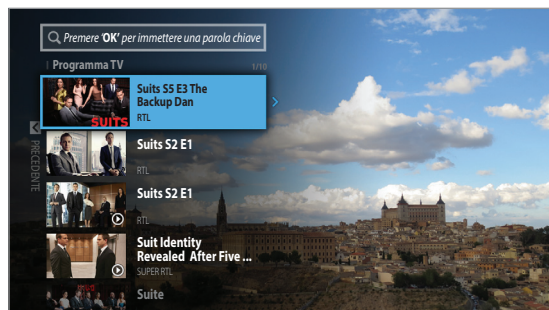 Premere 'OK' per immettere una parola chiave
Programma TV
1/10
Suits S5 E3 The
Backup Dan
RTL
SUITS
PRECEDENTE
Suits S2 E1
RTL
Suits S2 E1
RTL
Suit Identity
Revealed After Five ...
SUPER RTL
Suite